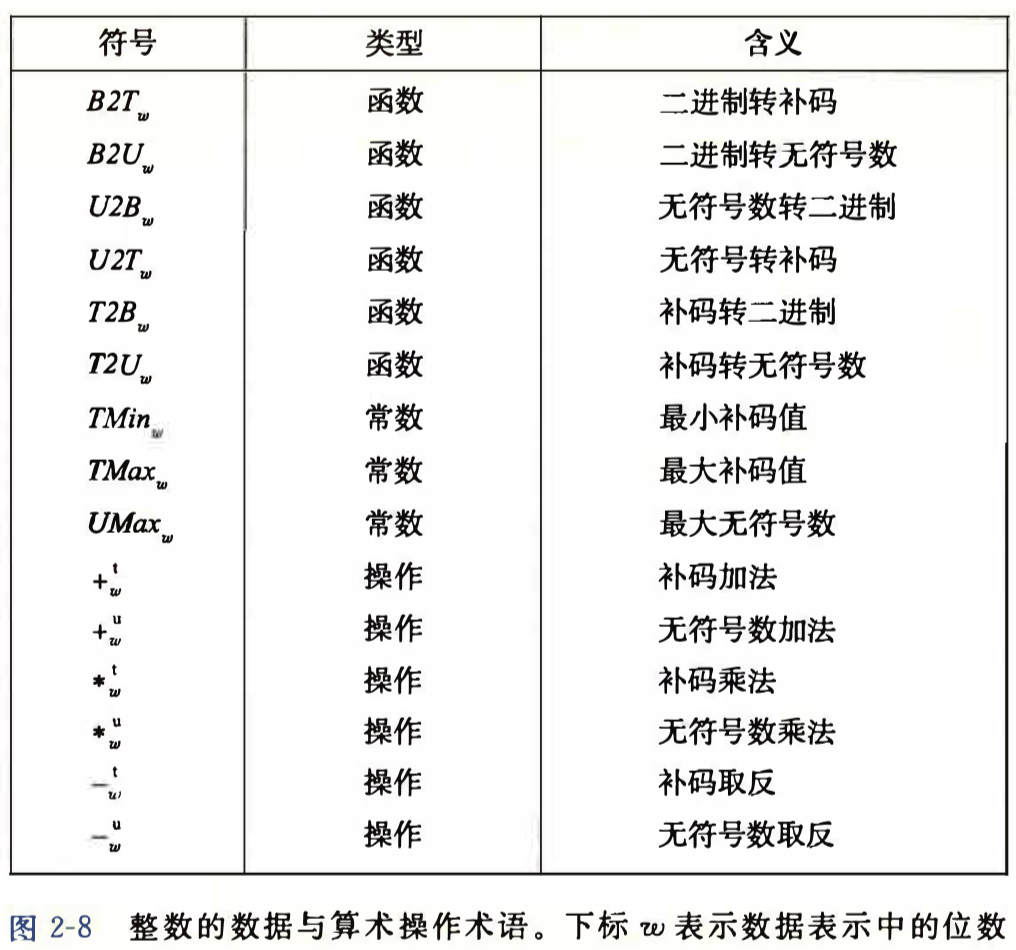 符号 类型 含义
B2T_w 函数 二进制转补码
B2U_w 函数 二进制转无符号数
U2B_w 函数 无符号数转二进制
U2T_w 函数 无符号转补码
T2B_w 函数 补码转二进制
T2U_w 函数 补码转无符号数
TMin_w 常数 最小补码值
TMax_w 常数 最大补码值
UMax_w 常数 最大无符号数
+^t_w 操作 补码加法
+^u_w 操作 无符号数加法
*^t_w 操作 补码乘法
*^u_w 操作 无符号数乘法
-^t_w 操作 补码取反
-^u_w 操作 无符号数取反
图 2-8 整数的数据与算术操作术语。下标 w 表示数据表示中的位数